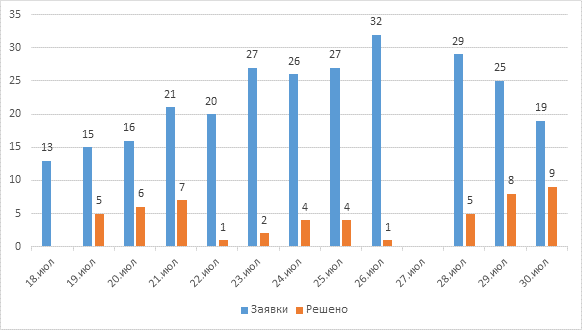 35
30
25
20
15
10
5
0
13
15
16
21
20
27
26
27
32
29
25
19
5
6
7
1
2
4
4
1
5
8
9
18.июл
19.июл
20.июл
21.июл
22.июл
23.июл
24.июл
25.июл
26.июл
27.июл
28.июл
29.июл
30.июл
Заявки Решено